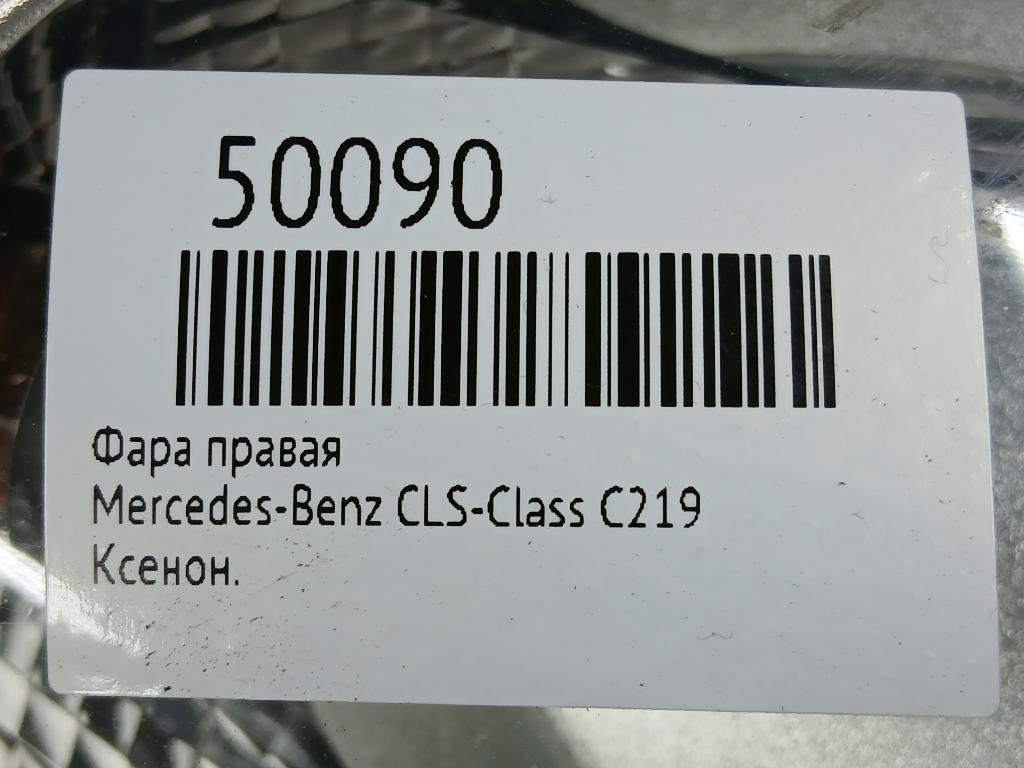 50090
Фара правая
Mercedes-Benz CLS-Class C219
Ксенон.